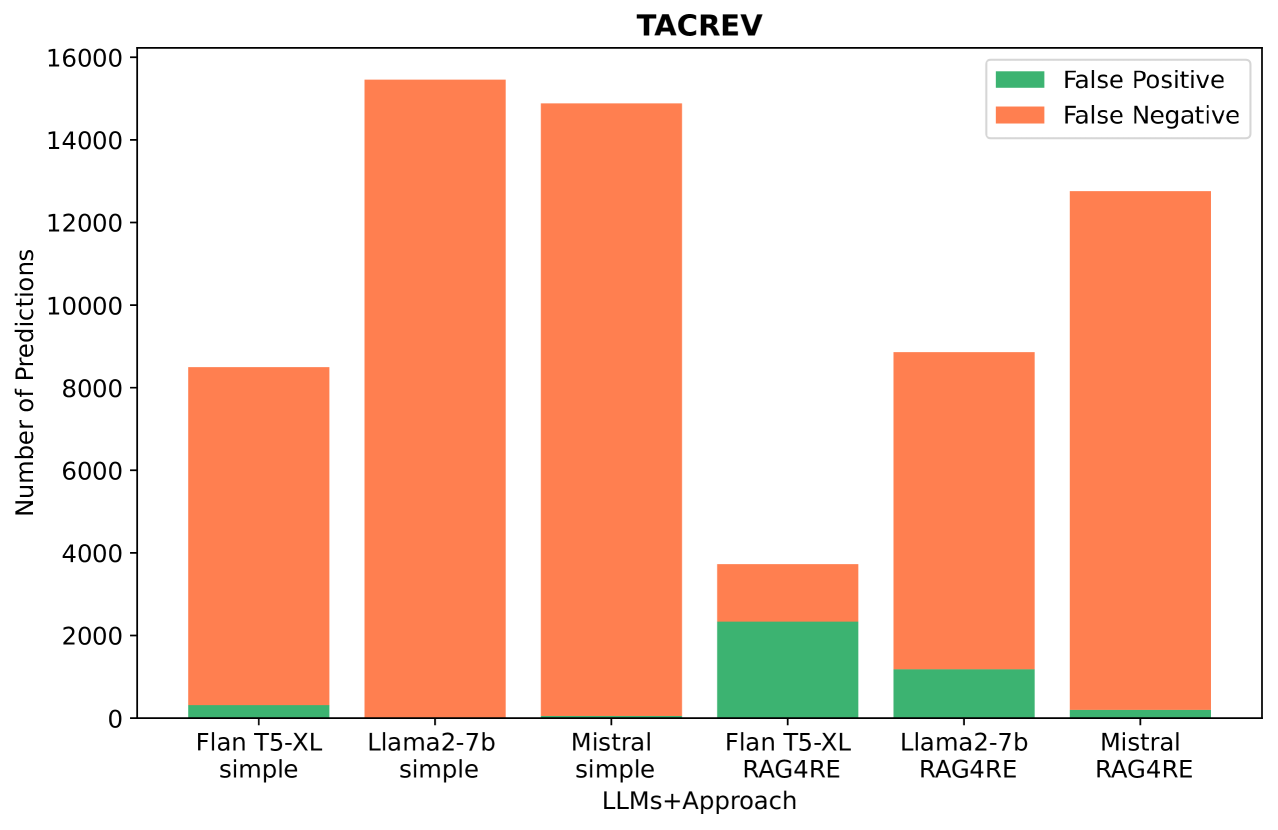 TACREV
False Positive
False Negative
Number of Predictions
16000
14000
12000
10000
8000
6000
4000
2000
0
Flan T5-XL
simple
Llama2-7b
simple
Mistral
simple
Flan T5-XL
RAG4RE
Llama2-7b
RAG4RE
Mistral
RAG4RE
LLMs+Approach